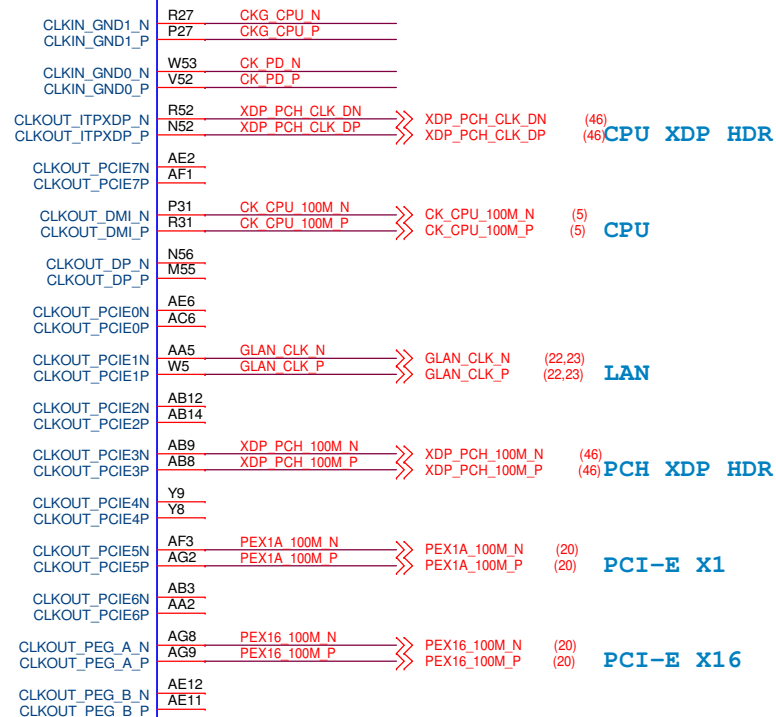 CLKIN_GND1_N R27 CKG_CPU_N
CLKIN_GND1_P P27 CKG_CPU_P
CLKIN_GND0_N W53 CK_PD_N
CLKIN_GND0_P V52 CK_PD_P
CLKOUT_ITPXDP_N R52 XDP_PCH_CLK_DN XDP_PCH_CLK_DN (46)
CLKOUT_ITPXDP_P N52 XDP_PCH_CLK_DP XDP_PCH_CLK_DP (46) CPU XDP HDR
CLKOUT_PCIE7N AE2
CLKOUT_PCIE7P AF1
CLKOUT_DMI_N P31 CK_CPU_100M_N CK_CPU_100M_N (5)
CLKOUT_DMI_P R31 CK_CPU_100M_P CK_CPU_100M_P (5) CPU
CLKOUT_DP_N N56
CLKOUT_DP_P M55
CLKOUT_PCIE0N AE6
CLKOUT_PCIE0P AC6
CLKOUT_PCIE1N AA5 GLAN_CLK_N GLAN_CLK_N (22,23)
CLKOUT_PCIE1P W5 GLAN_CLK_P GLAN_CLK_P (22,23) LAN
CLKOUT_PCIE2N AB12
CLKOUT_PCIE2P AB14
CLKOUT_PCIE3N AB9 XDP_PCH_100M_N XDP_PCH_100M_N (46)
CLKOUT_PCIE3P AB8 XDP_PCH_100M_P XDP_PCH_100M_P (46) PCH XDP HDR
CLKOUT_PCIE4N Y9
CLKOUT_PCIE4P Y8
CLKOUT_PCIE5N AF3 PEX1A_100M_N PEX1A_100M_N (20)
CLKOUT_PCIE5P AG2 PEX1A_100M_P PEX1A_100M_P (20) PCI-E X1
CLKOUT_PCIE6N AB3
CLKOUT_PCIE6P AA2
CLKOUT_PEG_A_N AG8 PEX16_100M_N PEX16_100M_N (20)
CLKOUT_PEG_A_P AG9 PEX16_100M_P PEX16_100M_P (20) PCI-E X16
CLKOUT_PEG_B_N AE12
CLKOUT_PEG_B_P AE11